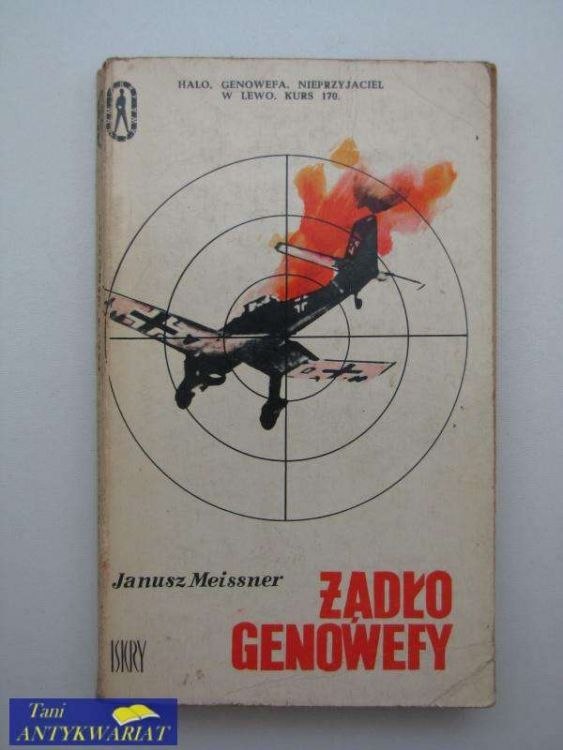 HALO, GENOWEFA, NIEPRZYJACIEL
W LEWO. KURS 170.
Janusz Meissner
ŻĄDŁO
GENOWEFY
ISKRY
Tani
ANTYKWARIAT